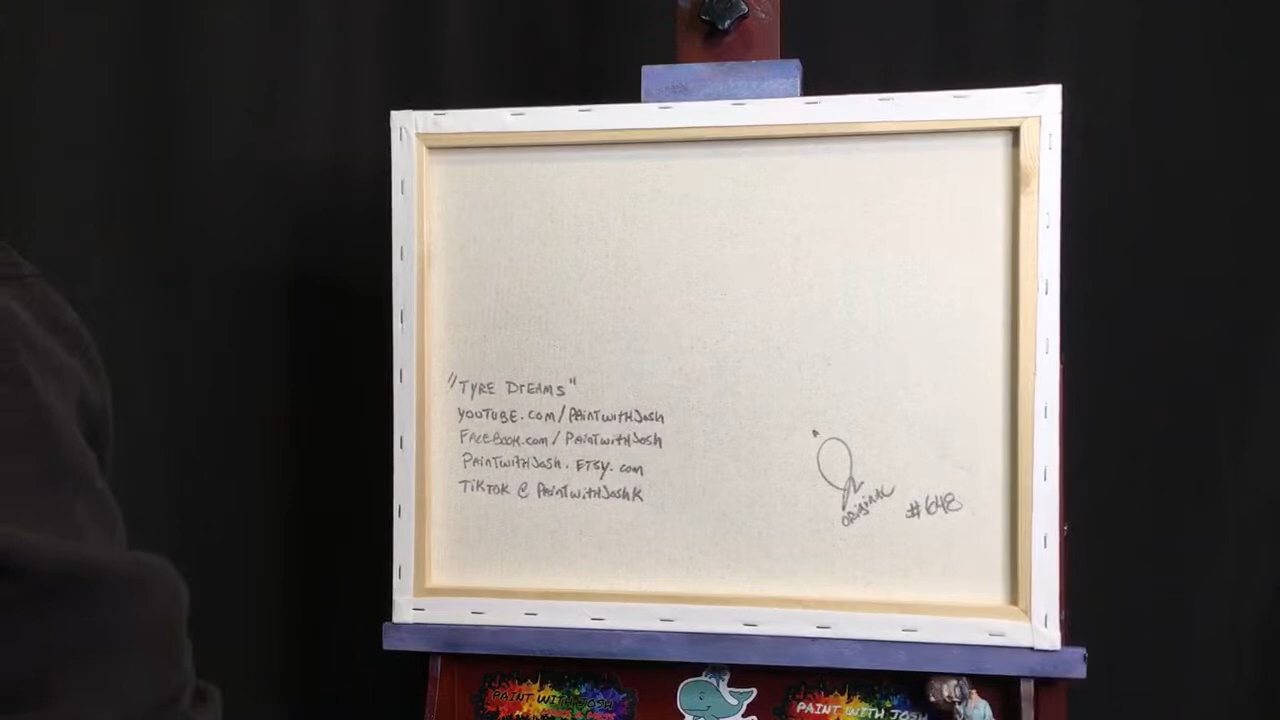 "TYRE DREAMS"
YOUTUBE.COM/PAINTWITHJOSH
FACEBOOK.COM/PAINTWITHJOSH
PAINTWITHJOSH.ETSY.COM
TIKTOK @ PAINTWITHJOSHK
A
ORIGINAL
#648
PAINT WITH JOSH
PAINT WITH JOSH